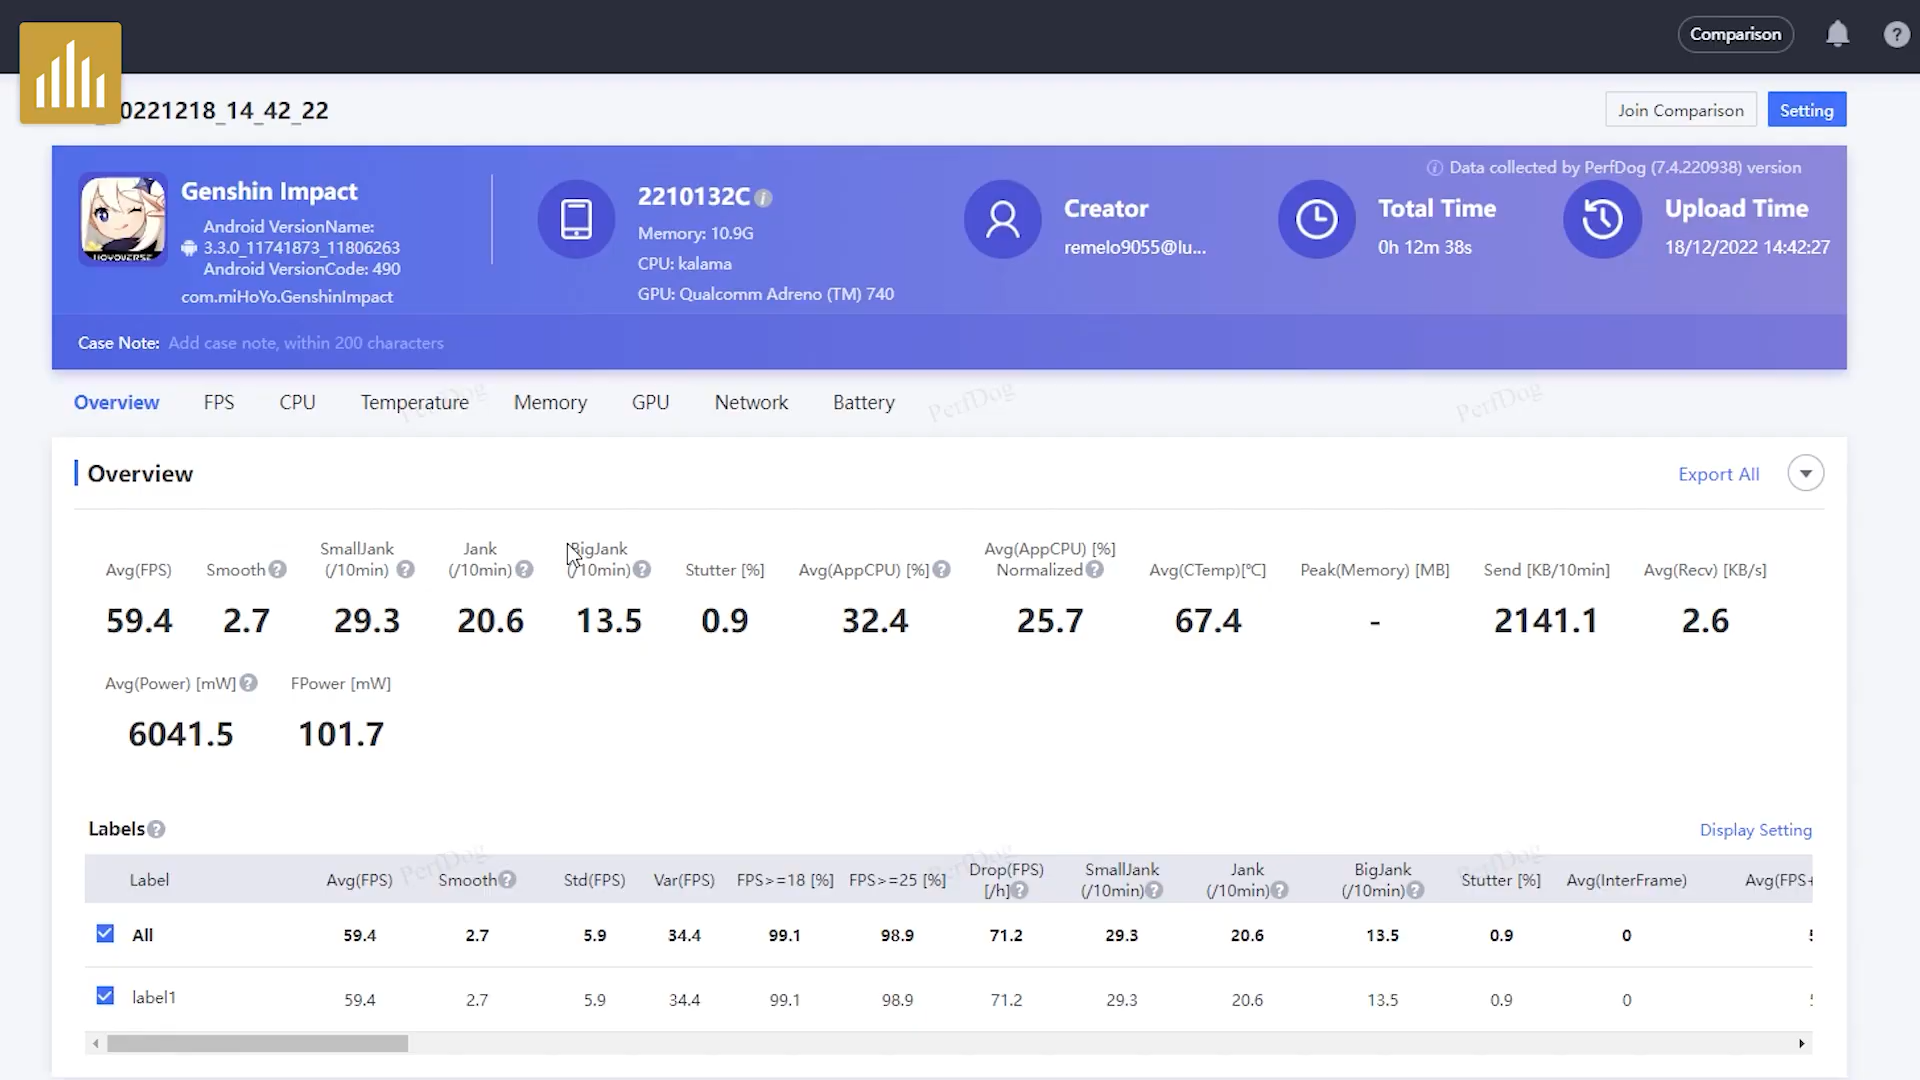 Comparison
0221218_14_42_22
Join Comparison
Setting
Data collected by PerfDog (7.4.220938) version
Genshin Impact
Android VersionName:
3.3.0_11741873_11806263
Android VersionCode: 490
com.miHoYo.GenshinImpact
HOYOVERSE
2210132C
Memory: 10.9G
CPU: kalama
GPU: Qualcomm Adreno (TM) 740
Creator
remelo9055@lu...
Total Time
0h 12m 38s
Upload Time
18/12/2022 14:42:27
Case Note: Add case note, within 200 characters
Overview FPS CPU Temperature Memory GPU Network Battery
PerfDog PerfDog PerfDog
Overview
Export All
Avg(FPS) Smooth SmallJank (/10min) Jank (/10min) BigJank (/10min) Stutter [%] Avg(AppCPU) [%] Avg(AppCPU) [%] Normalized Avg(CTemp)[℃] Peak(Memory) [MB] Send [KB/10min] Avg(Recv) [KB/s]
59.4 2.7 29.3 20.6 13.5 0.9 32.4 25.7 67.4 - 2141.1 2.6
Avg(Power) [mW] FPower [mW]
6041.5 101.7
Labels
Display Setting
PerfDog PerfDog PerfDog
Label Avg(FPS) Smooth Std(FPS) Var(FPS) FPS>=18 [%] FPS>=25 [%] Drop(FPS) [/h] SmallJank (/10min) Jank (/10min) BigJank (/10min) Stutter [%] Avg(InterFrame) Avg(FPS+
All 59.4 2.7 5.9 34.4 99.1 98.9 71.2 29.3 20.6 13.5 0.9 0
label1 59.4 2.7 5.9 34.4 99.1 98.9 71.2 29.3 20.6 13.5 0.9 0